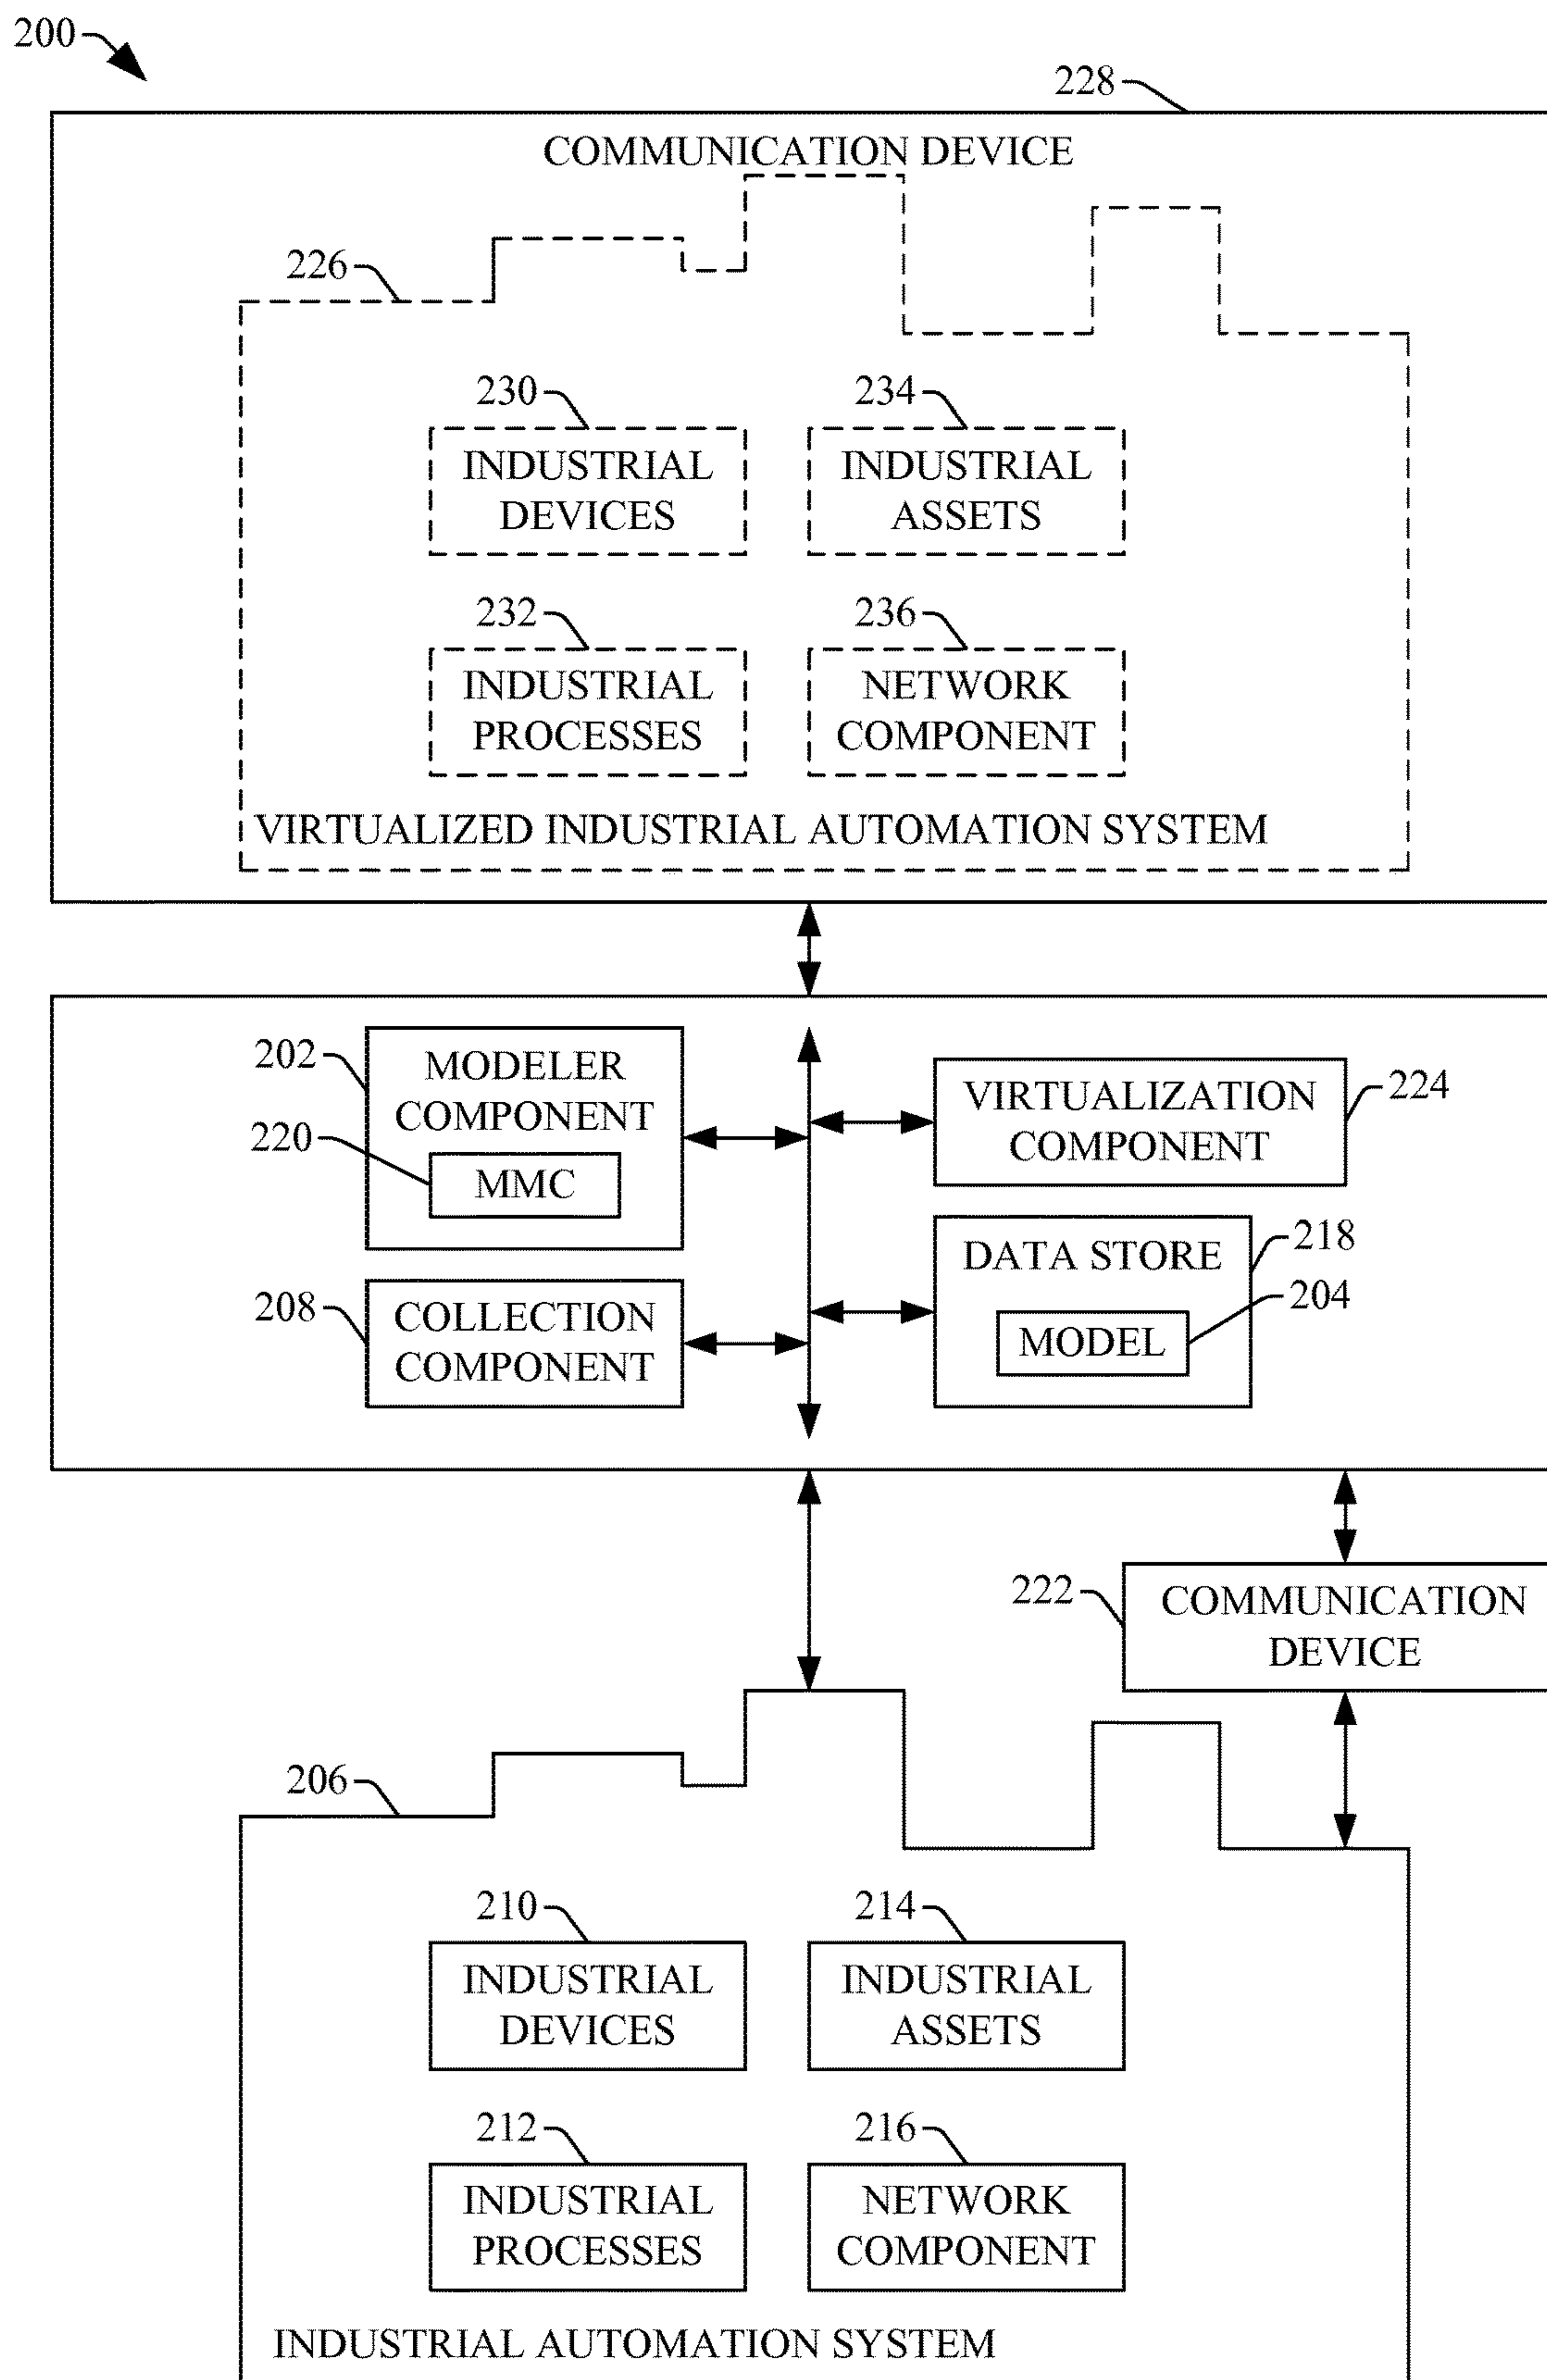 200
228
COMMUNICATION DEVICE
226
230
234
INDUSTRIAL
DEVICES
INDUSTRIAL
ASSETS
232
236
INDUSTRIAL
PROCESSES
NETWORK
COMPONENT
VIRTUALIZED INDUSTRIAL AUTOMATION SYSTEM
202
MODELER
COMPONENT
220
MMC
VIRTUALIZATION
COMPONENT
224
208
COLLECTION
COMPONENT
DATA STORE
218
204
MODEL
222
COMMUNICATION
DEVICE
206
210
214
INDUSTRIAL
DEVICES
INDUSTRIAL
ASSETS
212
216
INDUSTRIAL
PROCESSES
NETWORK
COMPONENT
INDUSTRIAL AUTOMATION SYSTEM